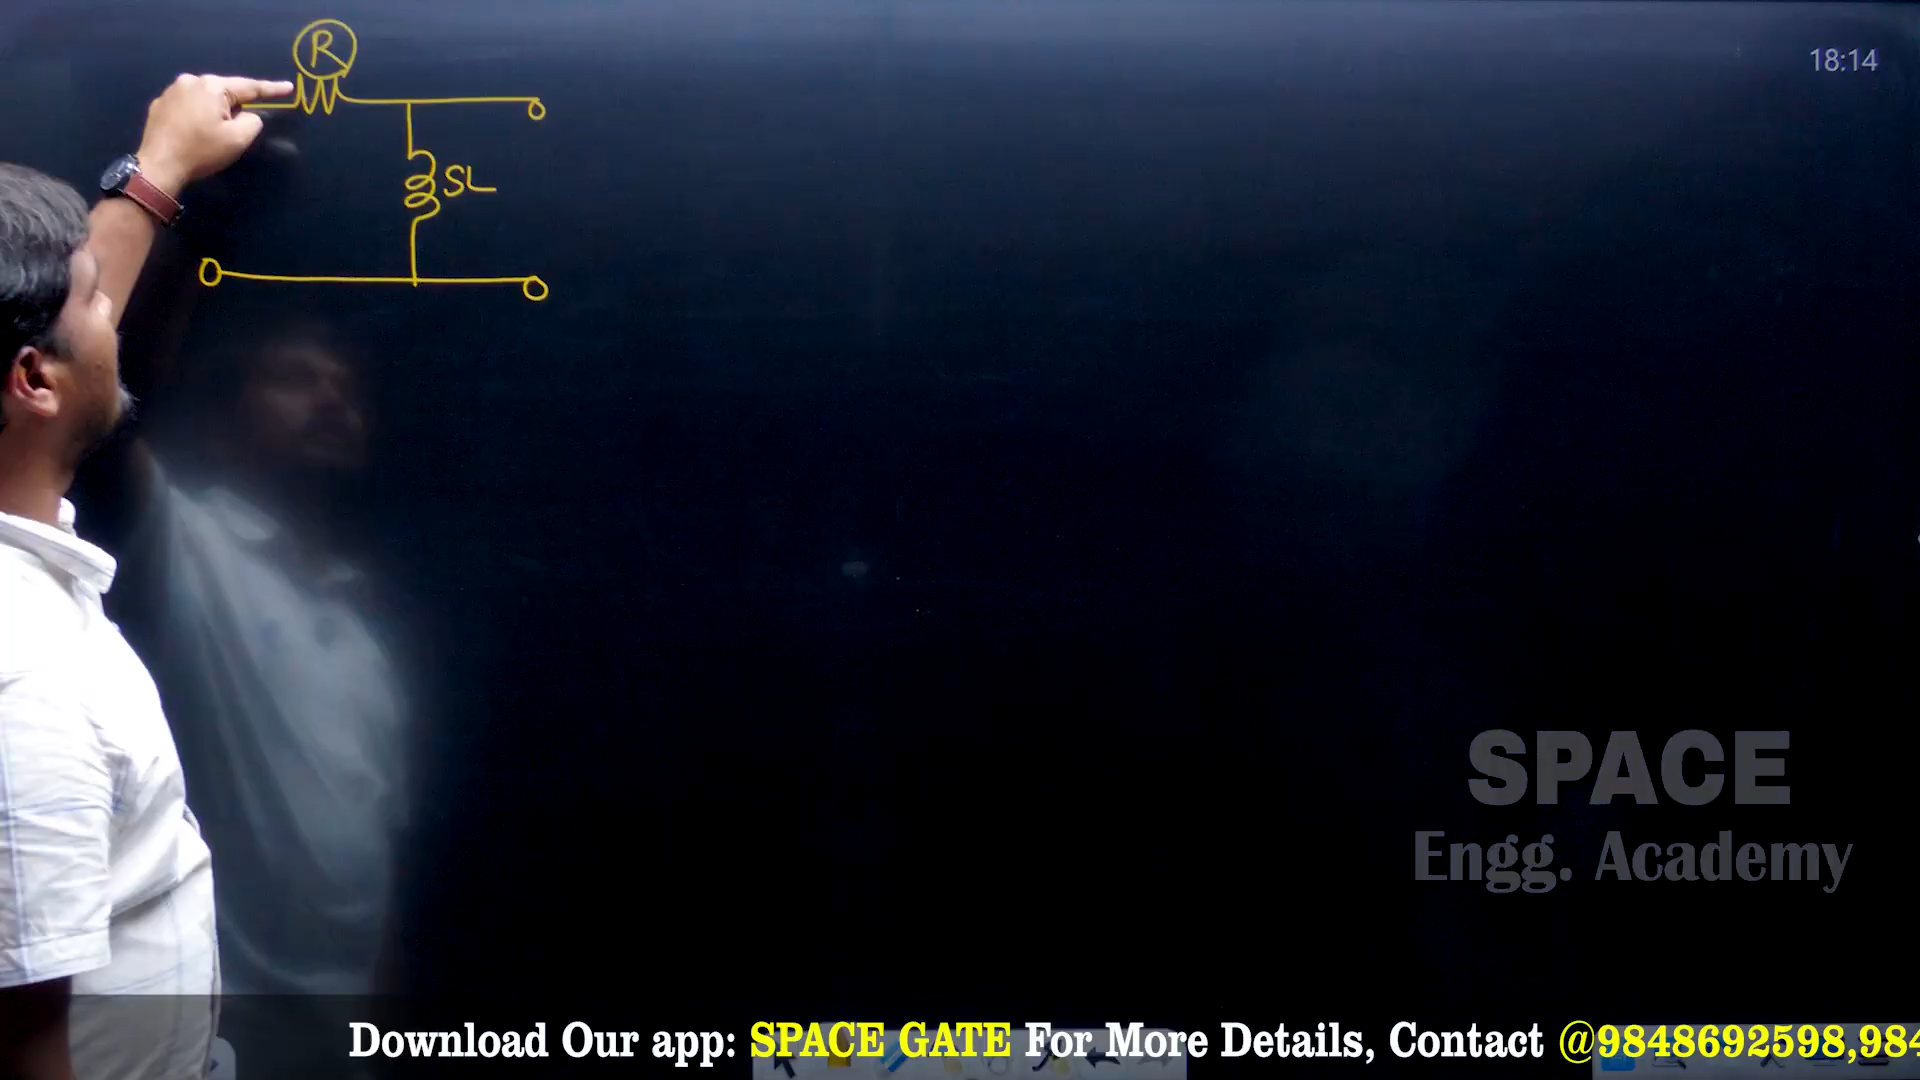 R
18:14
SL
SPACE
Engg. Academy
Download Our app: SPACE GATE For More Details, Contact @9848692598,984